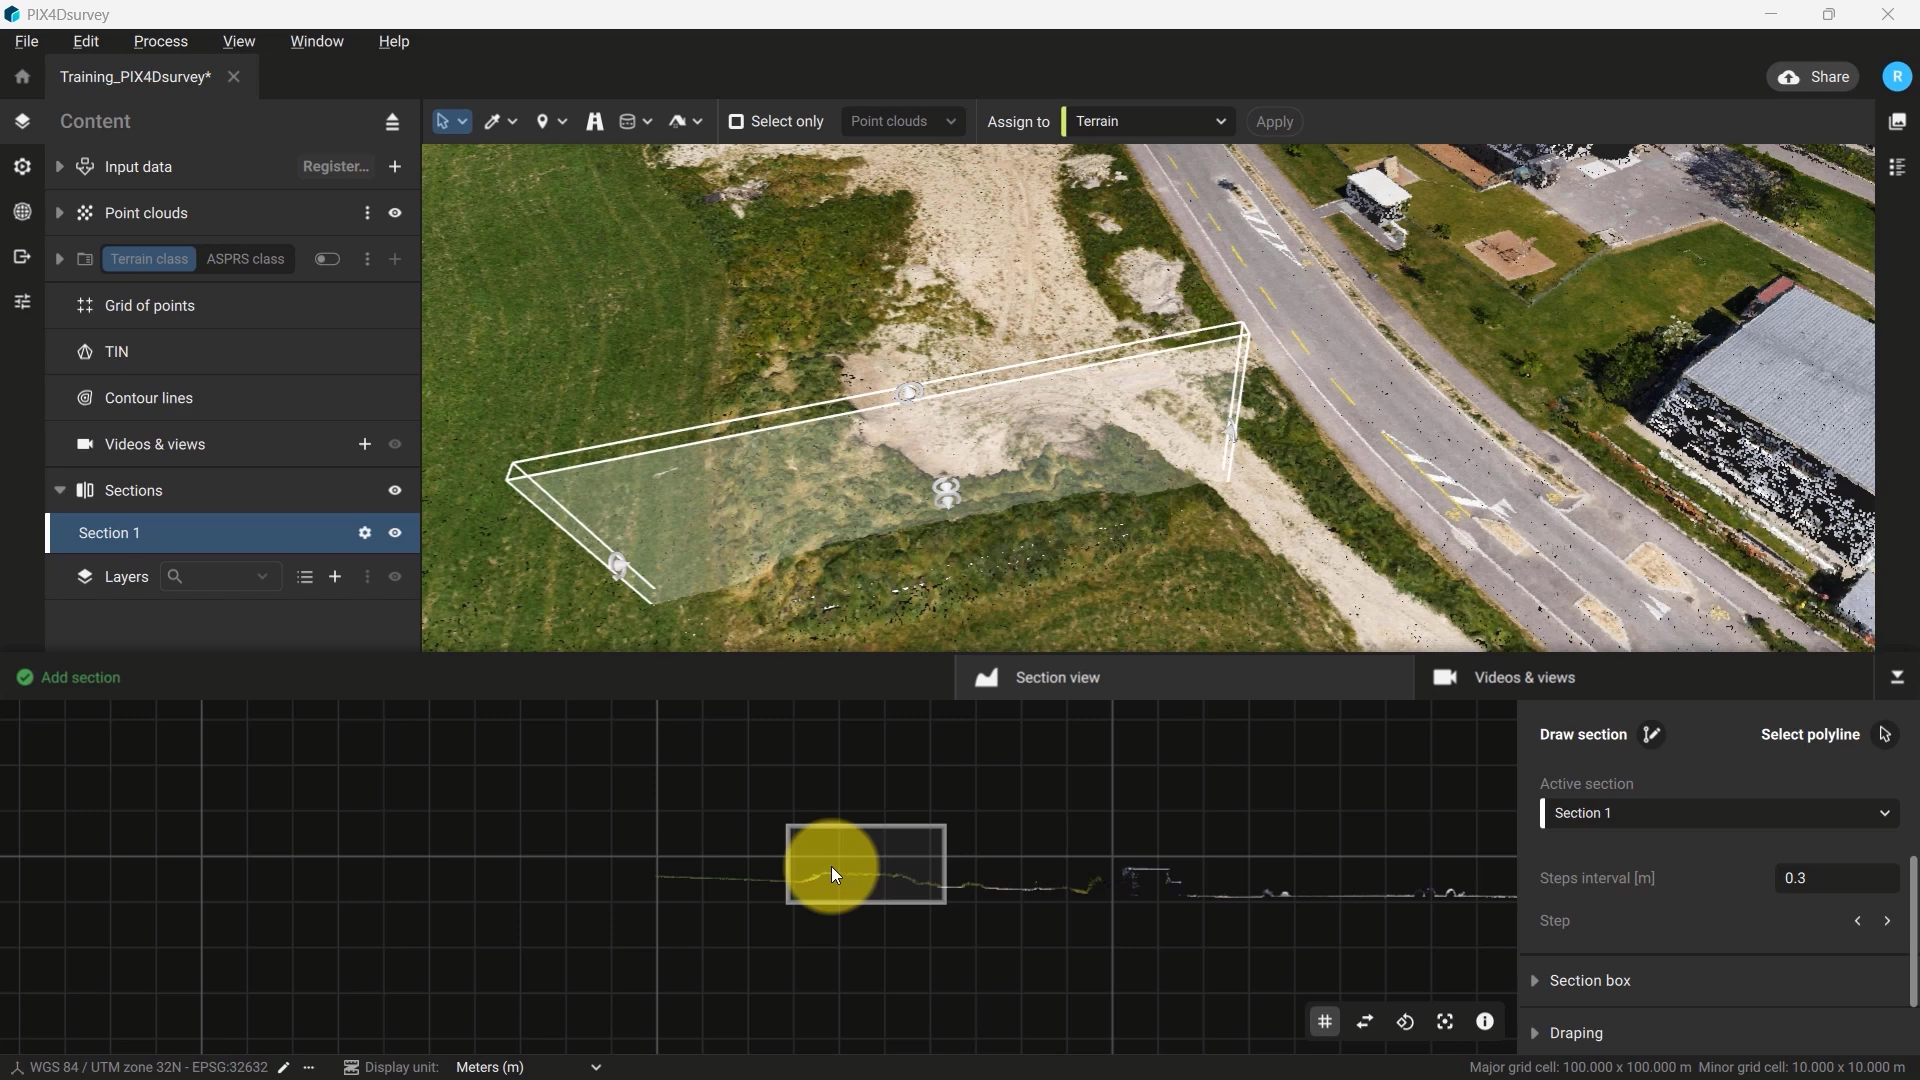 PIX4Dsurvey
File Edit Process View Window Help
Training_PIX4Dsurvey*
Share R
Content
Select only Point clouds Assign to Terrain Apply
Input data Register... +
Point clouds
Terrain class ASPRS class
Grid of points
TIN
Contour lines
Videos & views
Sections
Section 1
Layers
Add section
Section view
Videos & views
Draw section Select polyline
Active section
Section 1
Steps interval [m] 0.3
Step
Section box
Draping
WGS 84 / UTM zone 32N - EPSG:32632 Display unit: Meters (m) Major grid cell: 100.000 x 100.000 m Minor grid cell: 10.000 x 10.000 m